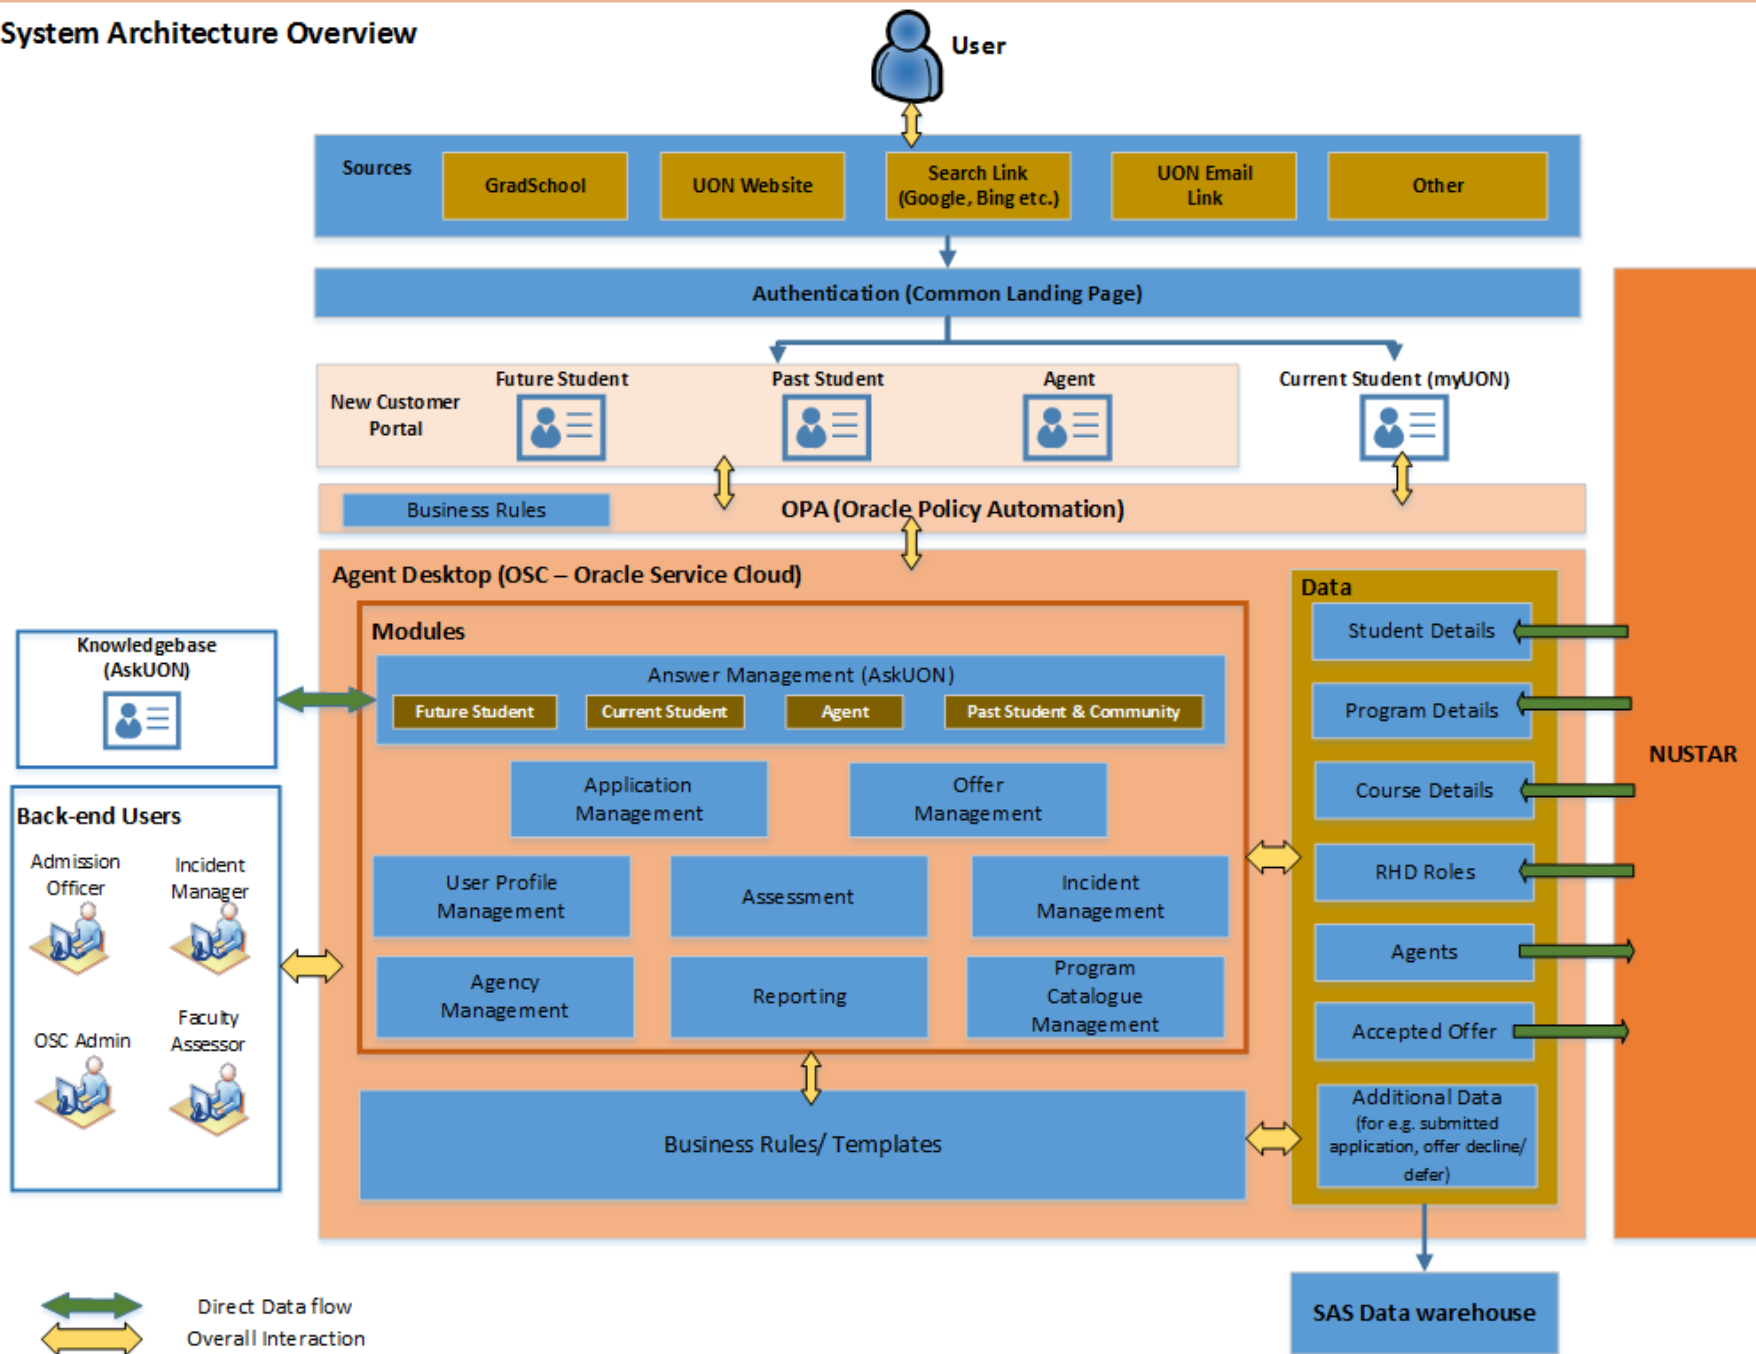 System Architecture Overview
User
Sources
GradSchool
UON Website
Search Link
(Google, Bing etc.)
UON Email
Link
Other
Authentication (Common Landing Page)
New Customer
Portal
Future Student
Past Student
Agent
Current Student (myUON)
Business Rules
OPA (Oracle Policy Automation)
Agent Desktop (OSC – Oracle Service Cloud)
Data
Modules
Answer Management (AskUON)
Future Student
Current Student
Agent
Past Student & Community
Application
Management
Offer
Management
User Profile
Management
Assessment
Incident
Management
Agency
Management
Reporting
Program
Catalogue
Management
Business Rules/ Templates
Student Details
Program Details
Course Details
RHD Roles
Agents
Accepted Offer
Additional Data
(for e.g. submitted
application, offer decline/
defer)
NUSTAR
Knowledgebase
(AskUON)
Back-end Users
Admission
Officer
Incident
Manager
OSC Admin
Faculty
Assessor
SAS Data warehouse
Direct Data flow
Overall Interaction